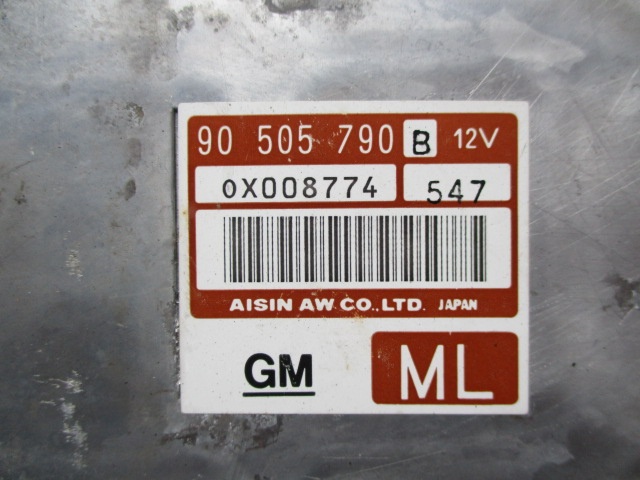 90 505 790 B 12V
0X008774 547
AISIN AW CO.,LTD. JAPAN
GM ML